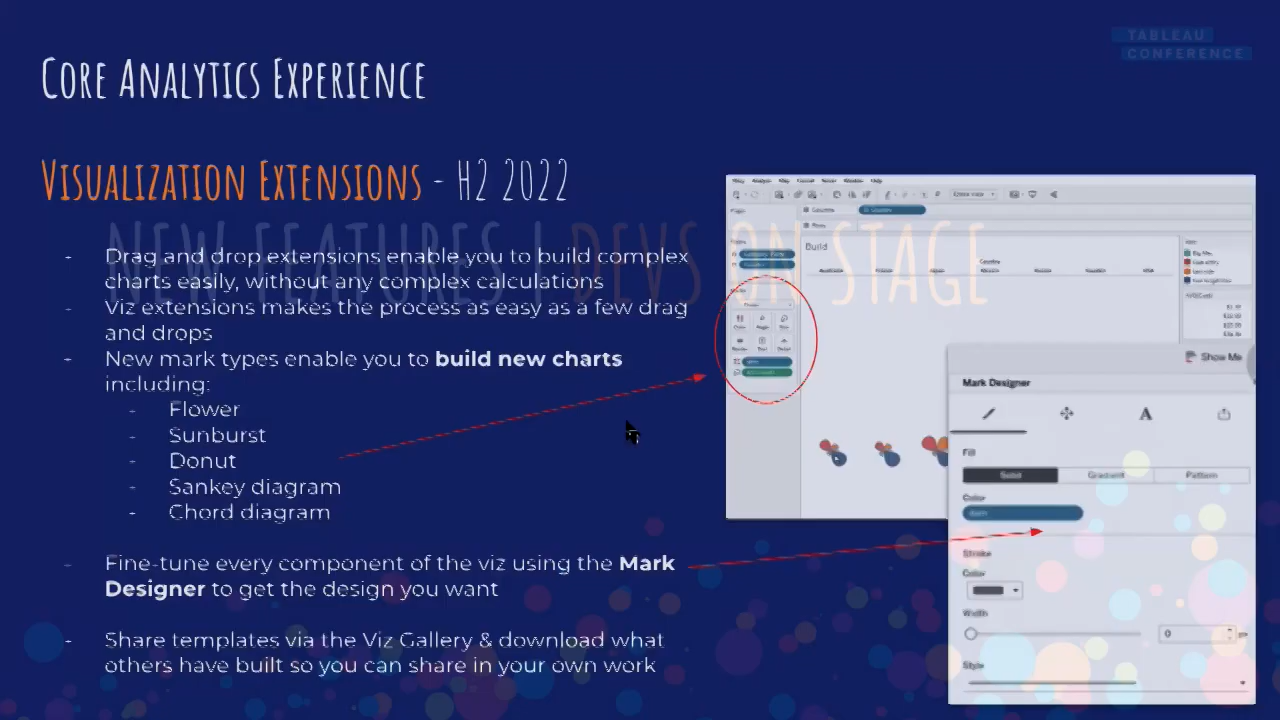 TABLEAU
CONFERENCE
Core Analytics Experience
Visualization Extensions - H2 2022
NEW FEATURES | DEVS ON STAGE
- Drag and drop extensions enable you to build complex
charts easily, without any complex calculations
- Viz extensions makes the process as easy as a few drag
and drops
- New mark types enable you to build new charts
including:
- Flower
- Sunburst
- Donut
- Sankey diagram
- Chord diagram
- Fine-tune every component of the viz using the Mark
Designer to get the design you want
- Share templates via the Viz Gallery & download what
others have built so you can share in your own work
Build
Show Me
Mark Designer
A
Fill
Solid
Gradient
Pattern
Color
Stroke
Color
Width
0
Style